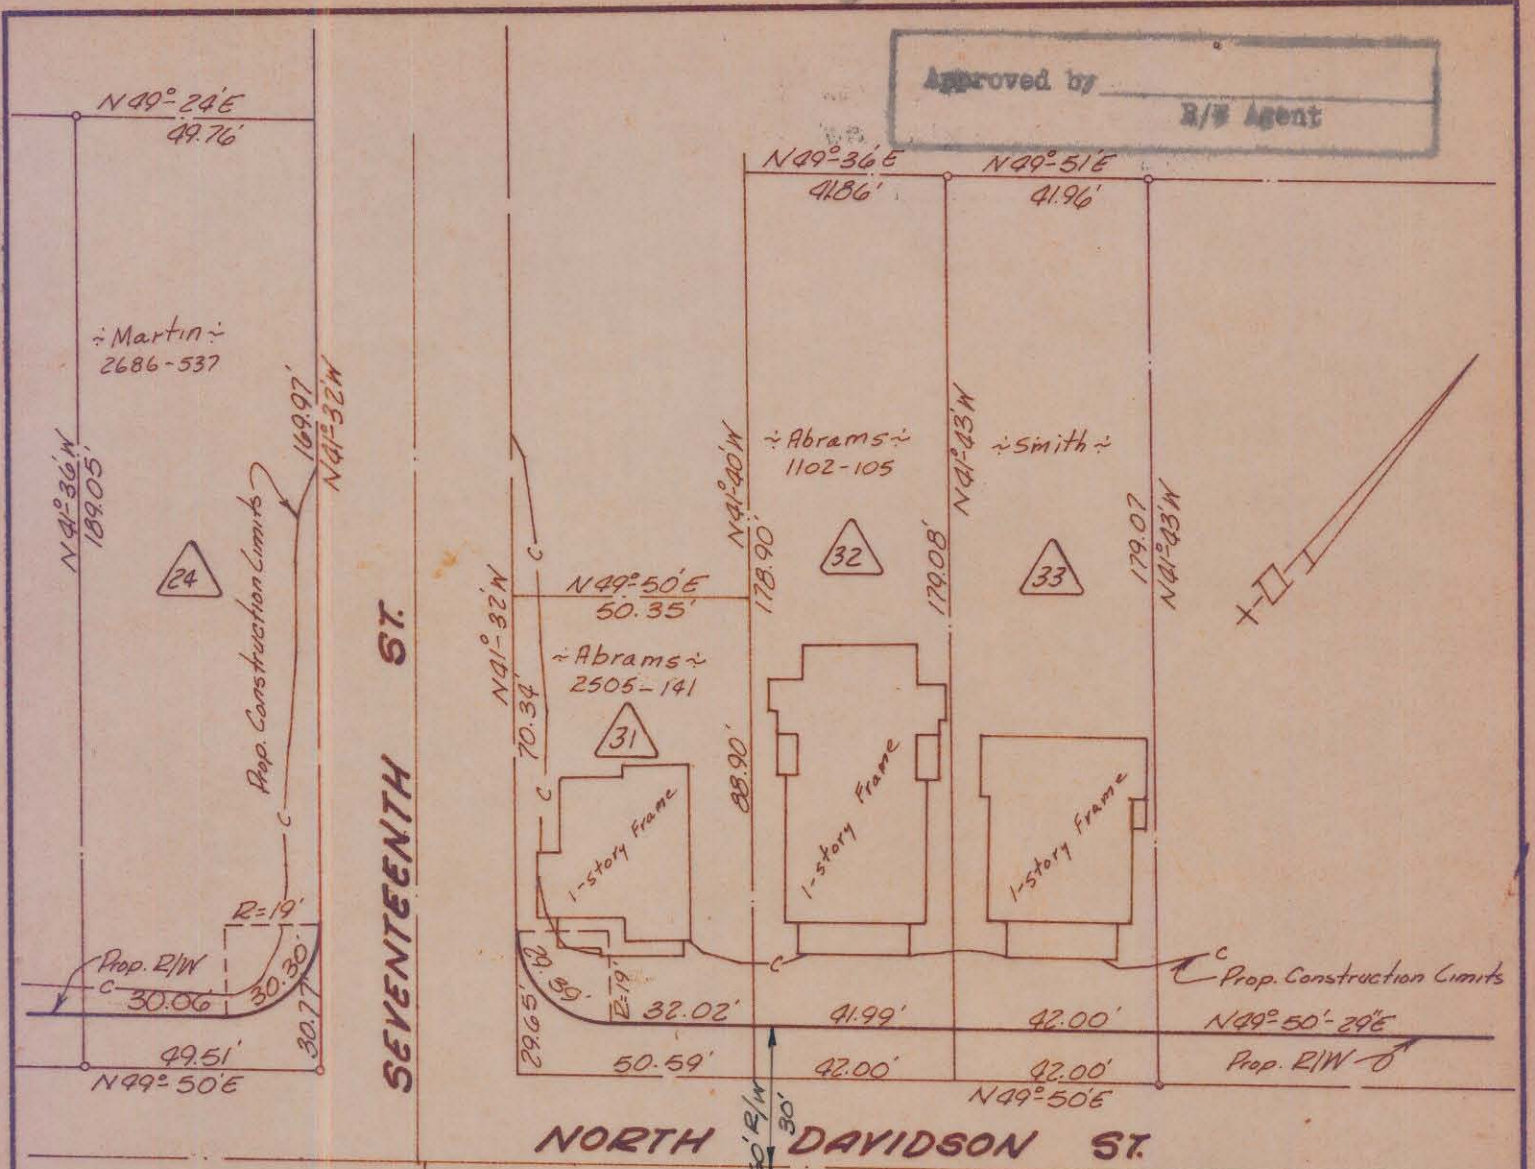 Approved by
R/W Agent
N 49°-24'E
49.76'
N49°-36'E
41.86'
N49°-51'E
41.96'
÷Martin÷
2686-537
N41°-36'W
189.05'
24
Prop. Construction Limits
169.97'
N41°-32'W
SEVENTEENTH ST.
N41°-32'W
70.34'
C
N49°-50'E
50.35'
÷Abrams÷
2505-141
31
1-story Frame
C
N41°-40'W
178.90'
88.90'
÷Abrams÷
1102-105
32
1-story Frame
N41°-43'W
179.08'
÷Smith÷
33
1-story Frame
179.07
N41°-43'W
C
R=19'
Prop. R/W
C
30.06'
30.30'
30.77'
49.51'
N49°-50'E
29.65'
R=19'
32.02'
C
41.99'
42.00'
C
Prop. Construction Limits
N49°-50'-29"E
Prop. R/W
50.59'
42.00'
42.00'
N49°-50'E
R/W
30'
NORTH DAVIDSON ST.